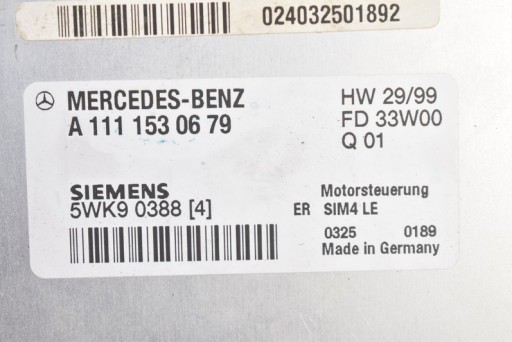 024032501892
MERCEDES-BENZ HW 29/99
A 111 153 06 79 FD 33W00
Q 01
SIEMENS Motorsteuerung
5WK9 0388 [4] ER SIM4 LE
0325 0189
Made in Germany